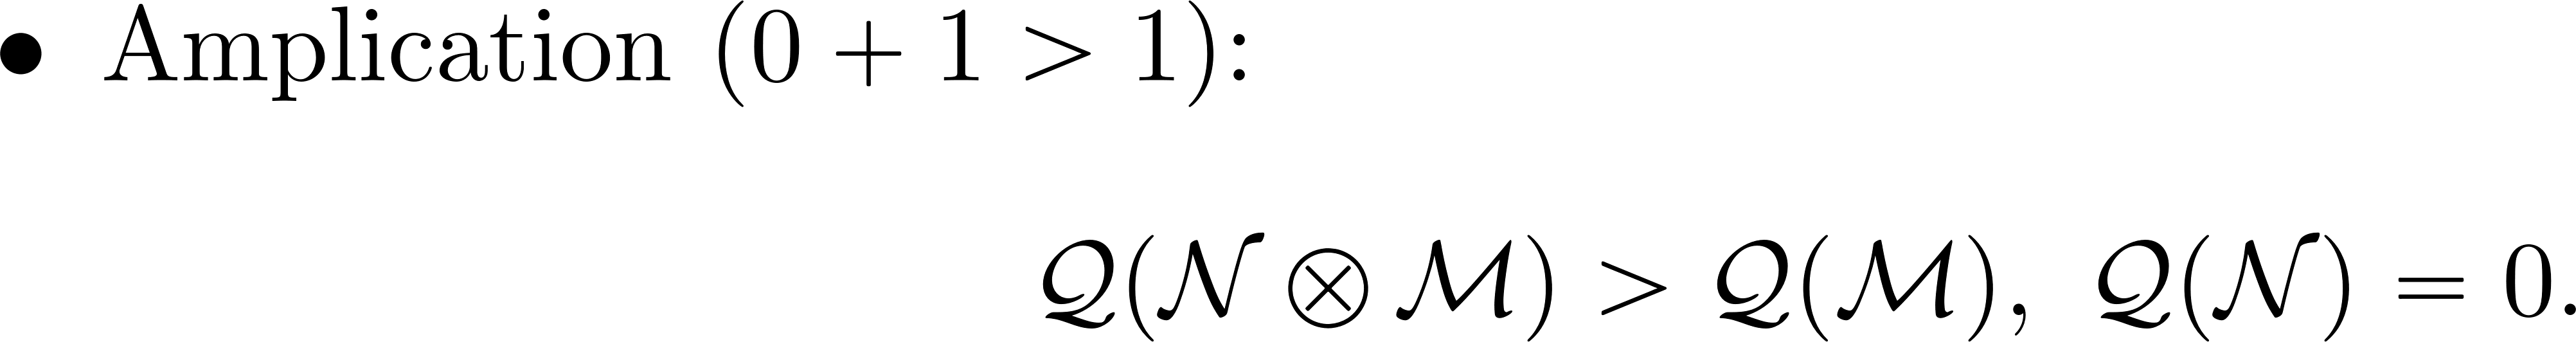 • Amplication (0 + 1 > 1):
𝒬(𝒩 ⊗ ℳ) > 𝒬(ℳ), 𝒬(𝒩) = 0.